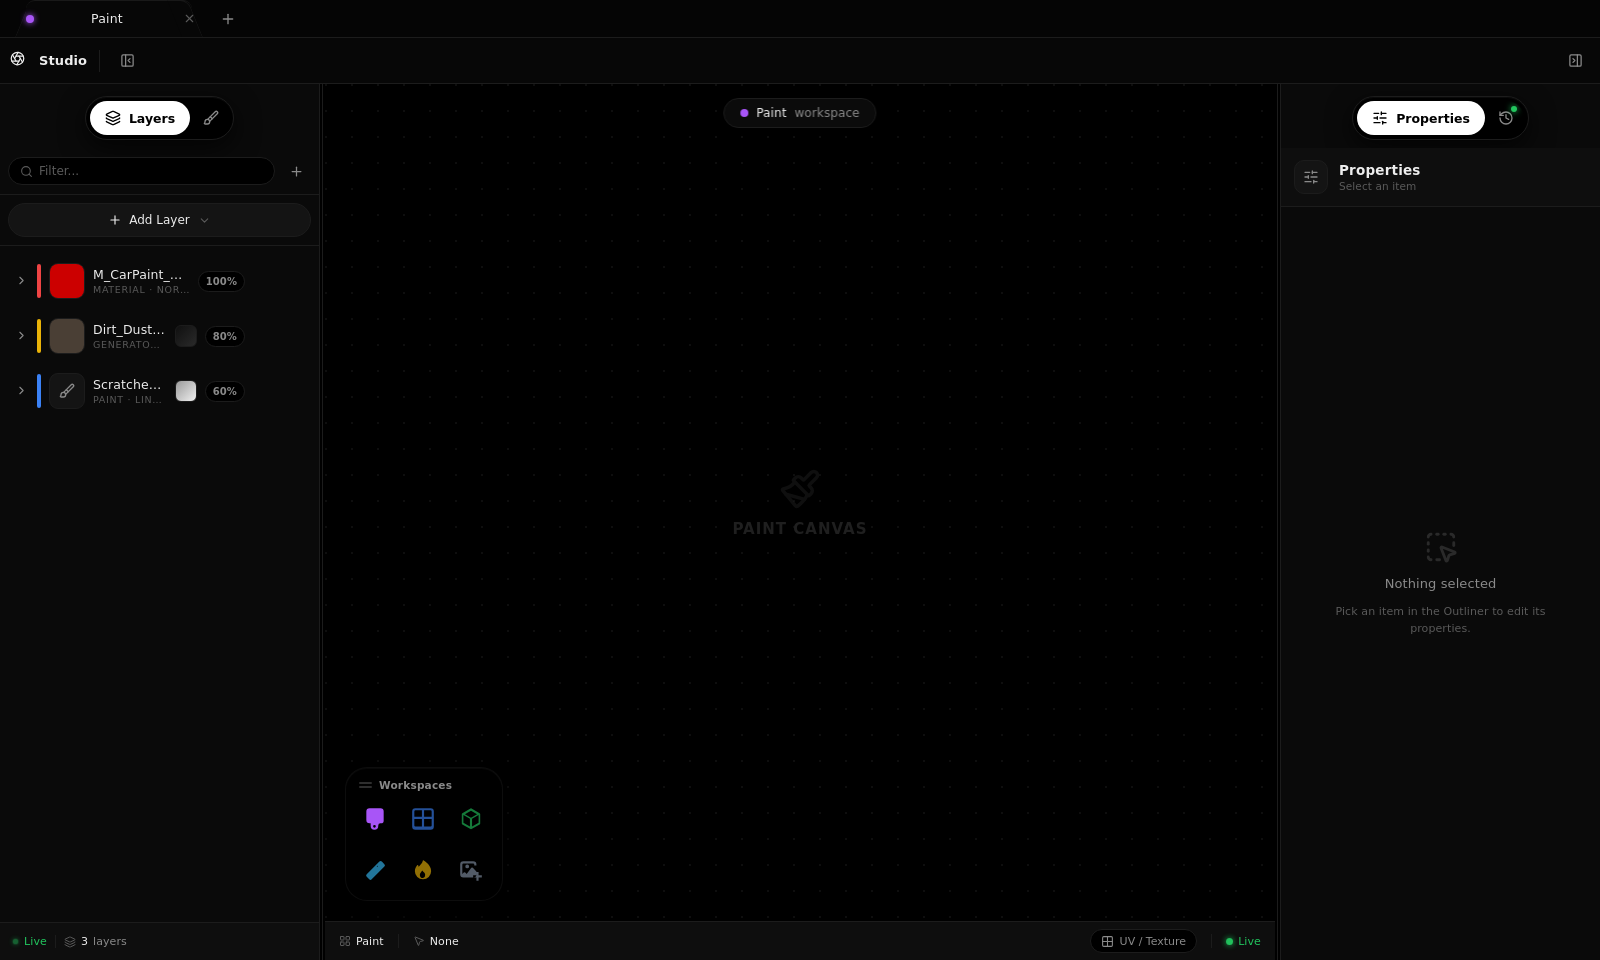 Paint
Studio
Layers
Filter...
Add Layer
M_CarPaint_...
MATERIAL · NOR...
100%
Dirt_Dust...
GENERATO...
80%
Scratche...
PAINT · LIN...
60%
Live
3 layers
Paint workspace
PAINT CANVAS
Workspaces
Paint
None
UV / Texture
Live
Properties
Properties
Select an item
Nothing selected
Pick an item in the Outliner to edit its
properties.